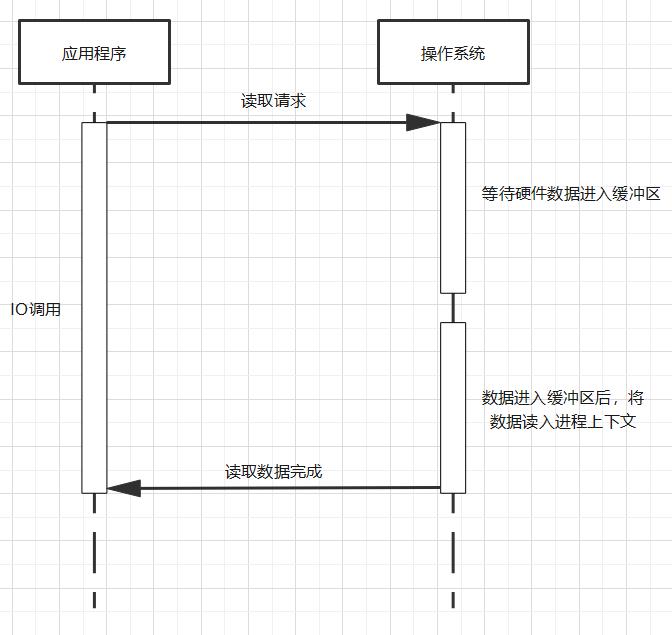 应用程序
操作系统
读取请求
等待硬件数据进入缓冲区
IO调用
数据进入缓冲区后，将
数据读入进程上下文
读取数据完成